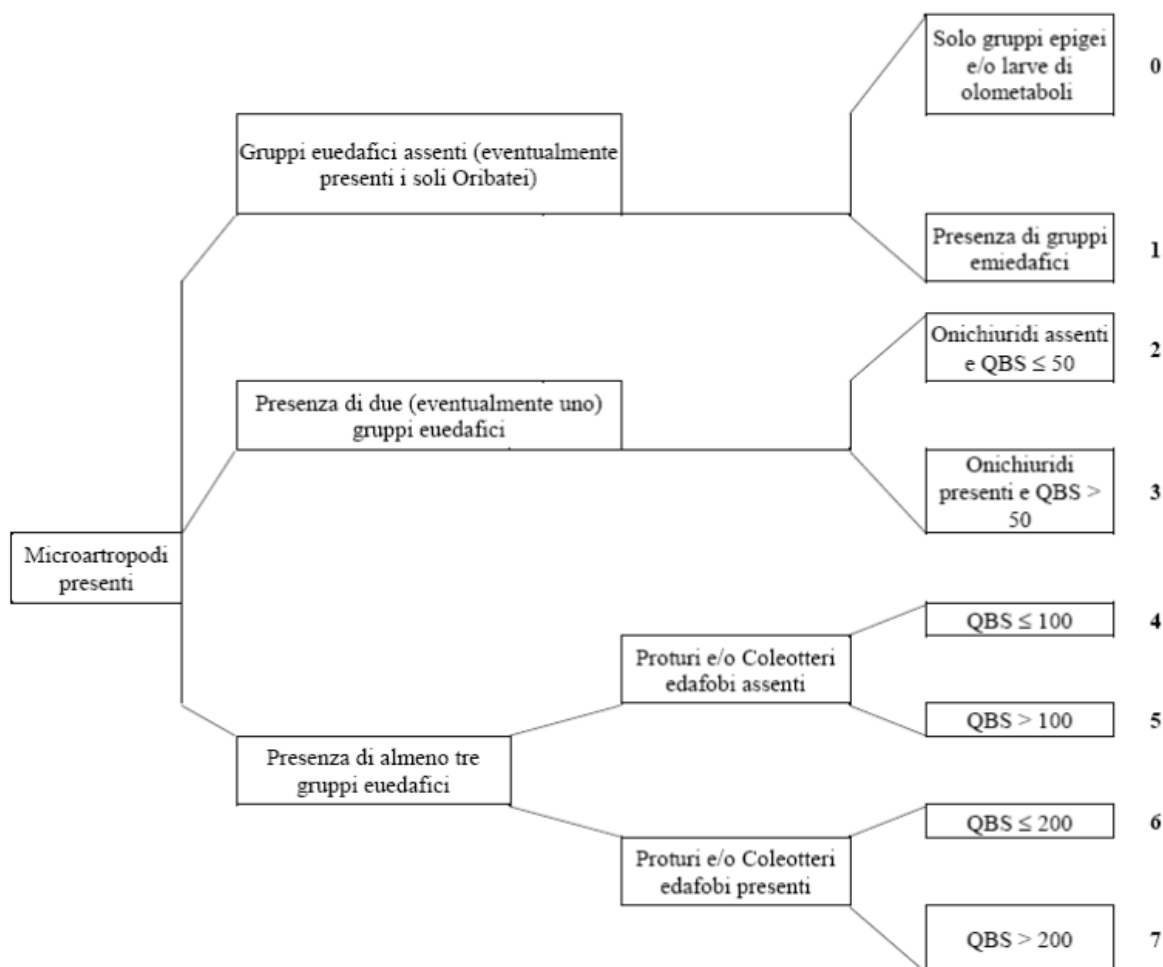 Solo gruppi epigei
e/o larve di
olometaboli
0
Gruppi euedafici assenti (eventualmente
presenti i soli Oribatei)
Presenza di gruppi
emiedafici
1
Onichiuridi assenti
e QBS ≤ 50
2
Presenza di due (eventualmente uno)
gruppi euedafici
Onichiuridi
presenti e QBS >
50
3
Microartropodi
presenti
QBS ≤ 100
4
Proturi e/o Coleotteri
edafobi assenti
QBS > 100
5
Presenza di almeno tre
gruppi euedafici
QBS ≤ 200
6
Proturi e/o Coleotteri
edafobi presenti
QBS > 200
7